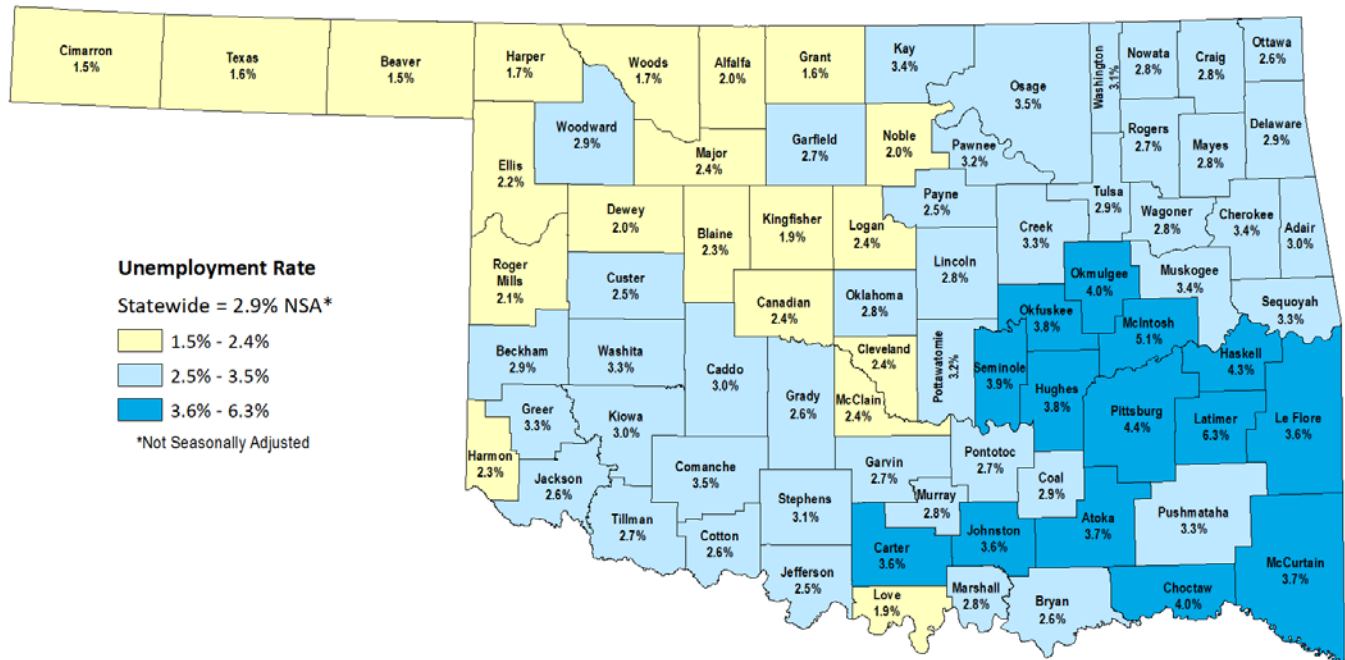 Cimarron
1.5%
Texas
1.6%
Beaver
1.5%
Harper
1.7%
Woods
1.7%
Alfalfa
2.0%
Grant
1.6%
Kay
3.4%
Osage
3.5%
Washington
3.1%
Nowata
2.8%
Craig
2.8%
Ottawa
2.6%
Ellis
2.2%
Woodward
2.9%
Major
2.4%
Garfield
2.7%
Noble
2.0%
Pawnee
3.2%
Rogers
2.7%
Mayes
2.8%
Delaware
2.9%
Dewey
2.0%
Blaine
2.3%
Kingfisher
1.9%
Logan
2.4%
Payne
2.5%
Creek
3.3%
Tulsa
2.9%
Wagoner
2.8%
Cherokee
3.4%
Adair
3.0%
Roger
Mills
2.1%
Custer
2.5%
Canadian
2.4%
Oklahoma
2.8%
Lincoln
2.8%
Okmulgee
4.0%
Muskogee
3.4%
Sequoyah
3.3%
Unemployment Rate
Statewide = 2.9% NSA*
1.5% - 2.4%
2.5% - 3.5%
3.6% - 6.3%
*Not Seasonally Adjusted
Beckham
2.9%
Washita
3.3%
Caddo
3.0%
Grady
2.6%
Cleveland
2.4%
McClain
2.4%
Pottawatomie
3.2%
Seminole
3.9%
Okfuskee
3.8%
Hughes
3.8%
McIntosh
5.1%
Haskell
4.3%
Pittsburg
4.4%
Latimer
6.3%
Le Flore
3.6%
Greer
3.3%
Kiowa
3.0%
Harmon
2.3%
Jackson
2.6%
Comanche
3.5%
Garvin
2.7%
Pontotoc
2.7%
Coal
2.9%
Murray
2.8%
Stephens
3.1%
Tillman
2.7%
Cotton
2.6%
Carter
3.6%
Johnston
3.6%
Atoka
3.7%
Pushmataha
3.3%
McCurtain
3.7%
Jefferson
2.5%
Love
1.9%
Marshall
2.8%
Bryan
2.6%
Choctaw
4.0%